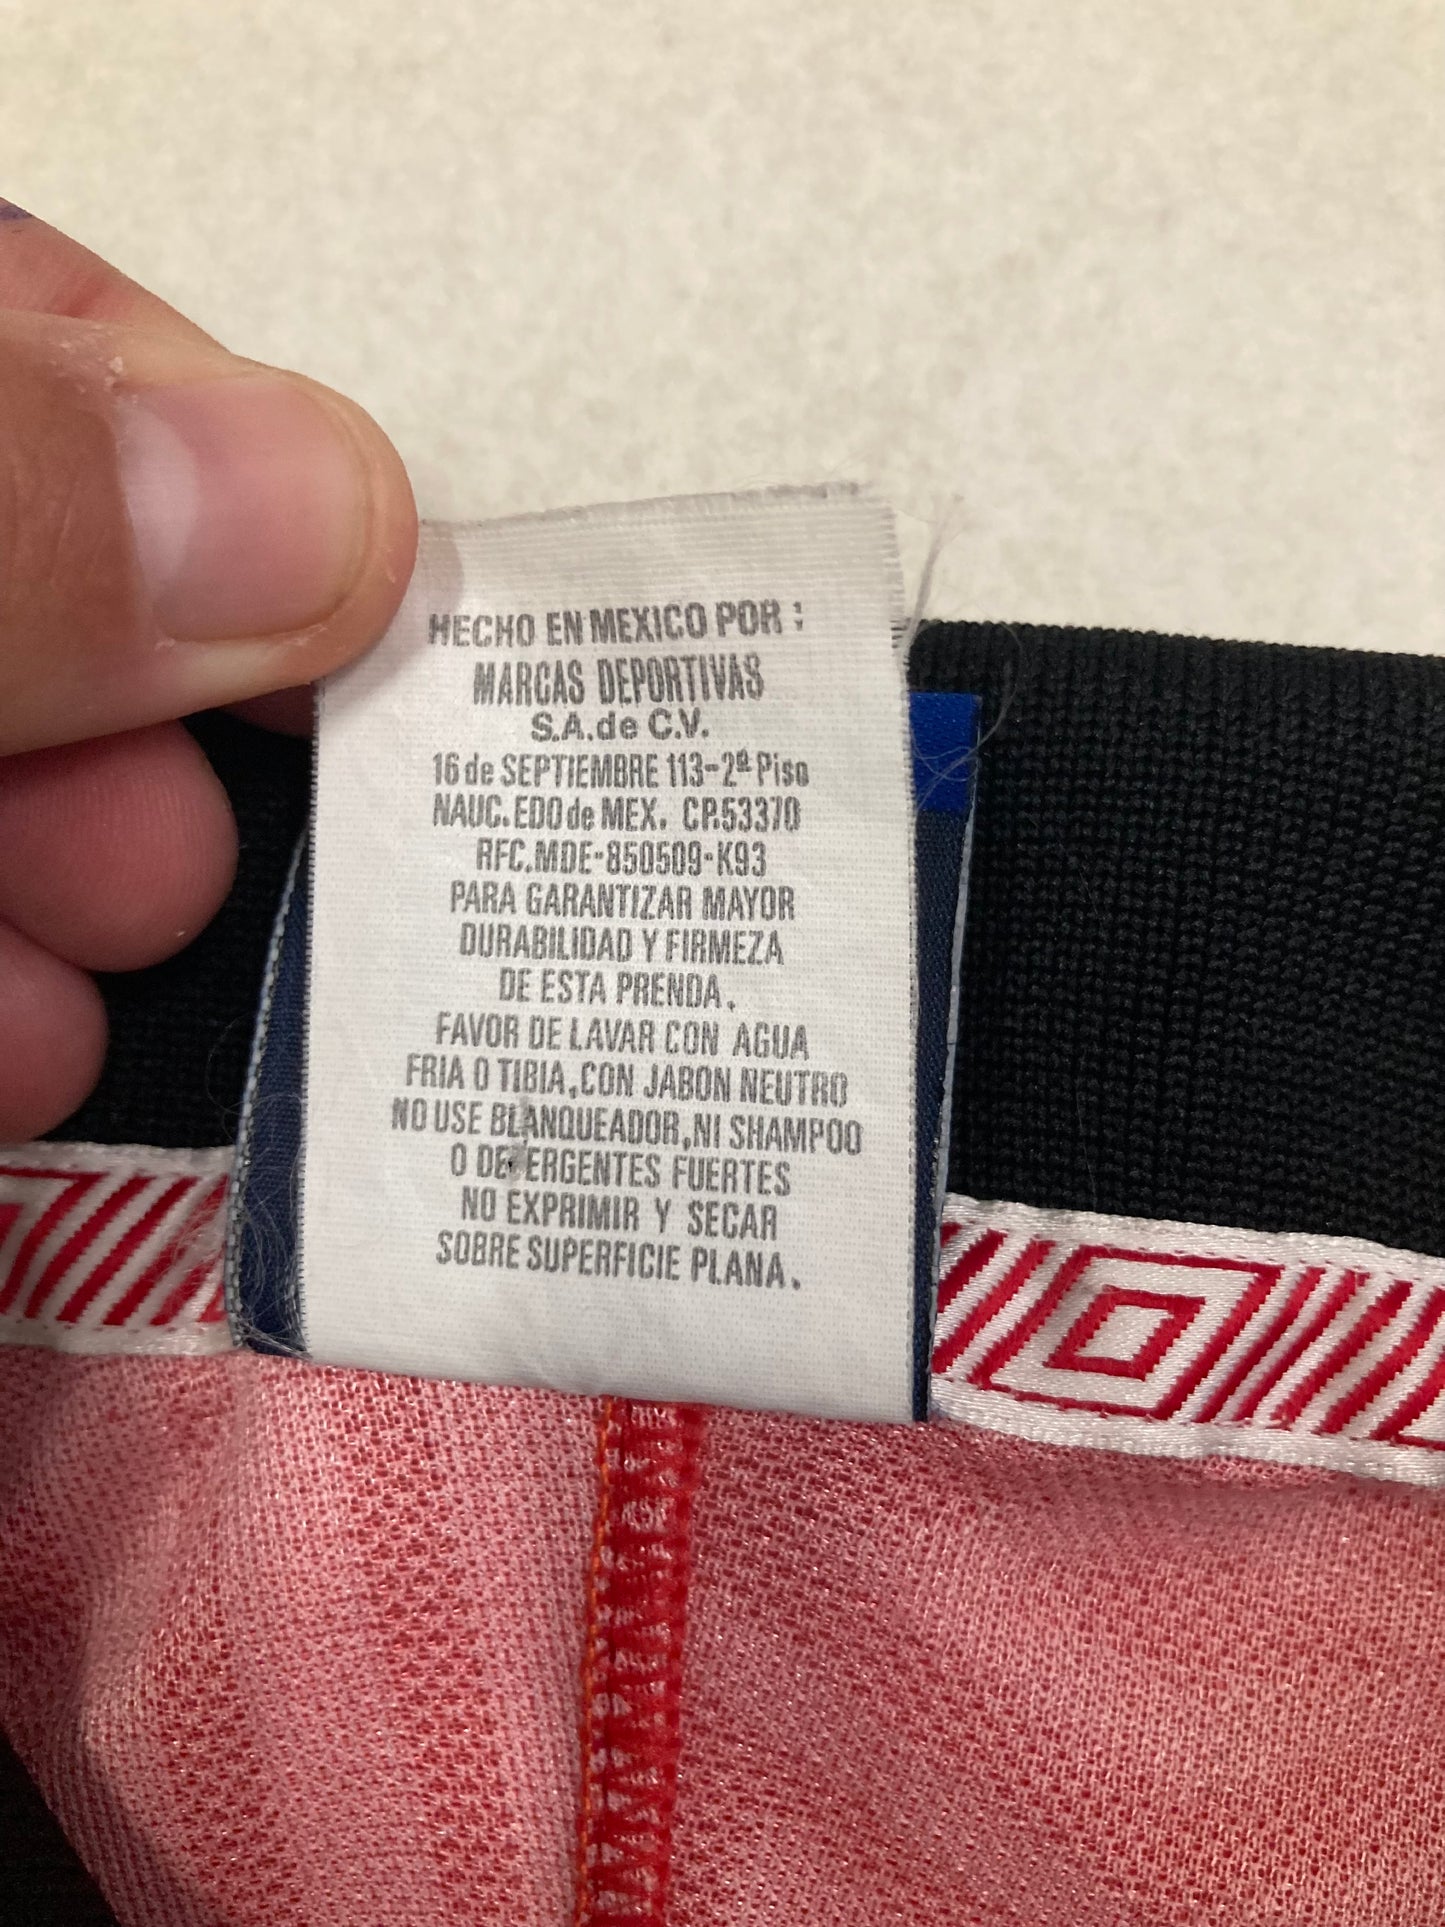 HECHO EN MEXICO POR :
MARCAS DEPORTIVAS
S.A.de C.V.
16 de SEPTIEMBRE 113-2º Piso
NAUC. EDO de MEX. CP.53370
RFC.MDE-850509-K93
PARA GARANTIZAR MAYOR
DURABILIDAD Y FIRMEZA
DE ESTA PRENDA.
FAVOR DE LAVAR CON AGUA
FRIA O TIBIA,CON JABON NEUTRO
NO USE BLANQUEADOR,NI SHAMPOO
O DETERGENTES FUERTES
NO EXPRIMIR Y SECAR
SOBRE SUPERFICIE PLANA.